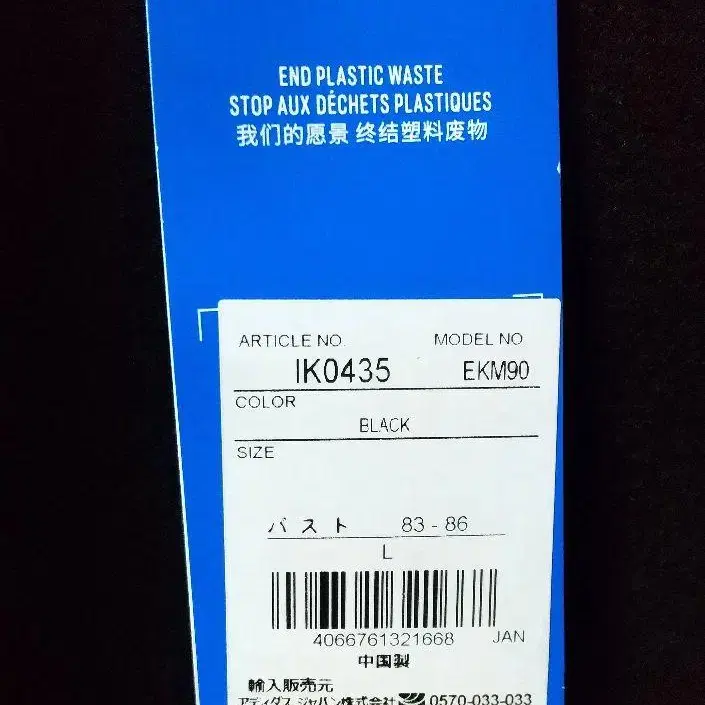 END PLASTIC WASTE
STOP AUX DÉCHETS PLASTIQUES
我们的愿景 终结塑料废物
ARTICLE NO. MODEL NO
IK0435 EKM90
COLOR
BLACK
SIZE
バスト 83 - 86
L
4066761321668 JAN
中国製
輸入販売元
アディダス ジャパン株式会社 0570-033-033